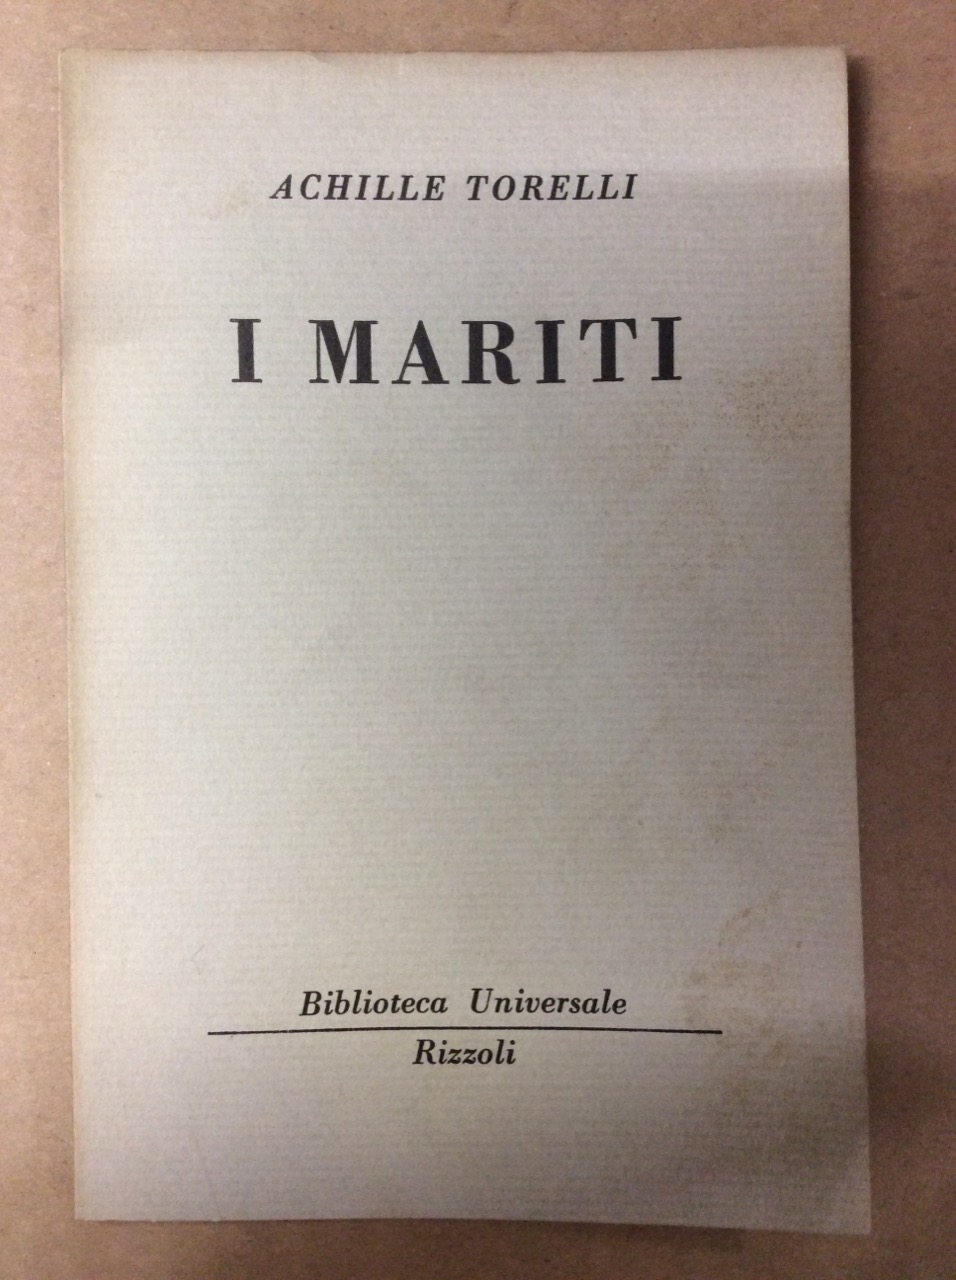 ACHILLE TORELLI
I MARITI
Biblioteca Universale
Rizzoli